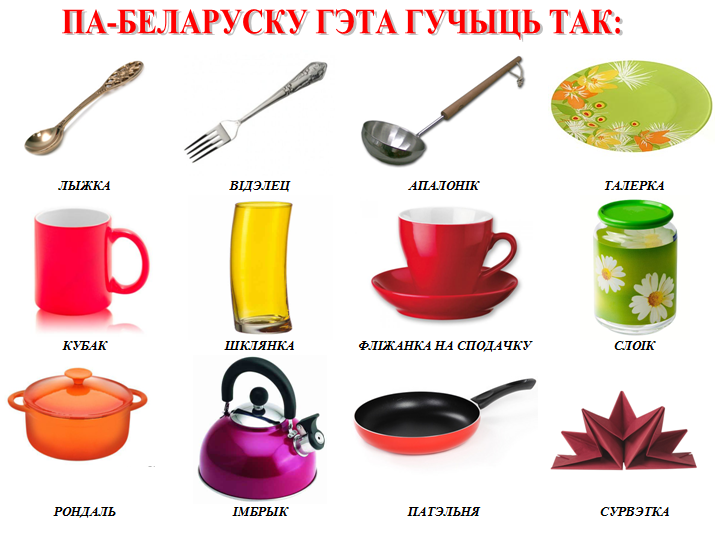 ПА-БЕЛАРУСКУ ГЭТА ГУЧЫЦЬ ТАК:
ЛЫЖКА ВІДЭЛЕЦ АПАЛОНІК ТАЛЕРКА
КУБАК ШКЛЯНКА ФЛІЖАНКА НА СПОДАЧКУ СЛОІК
РОНДАЛЬ ІМБРЫК ПАТЭЛЬНЯ СУРВЭТКА